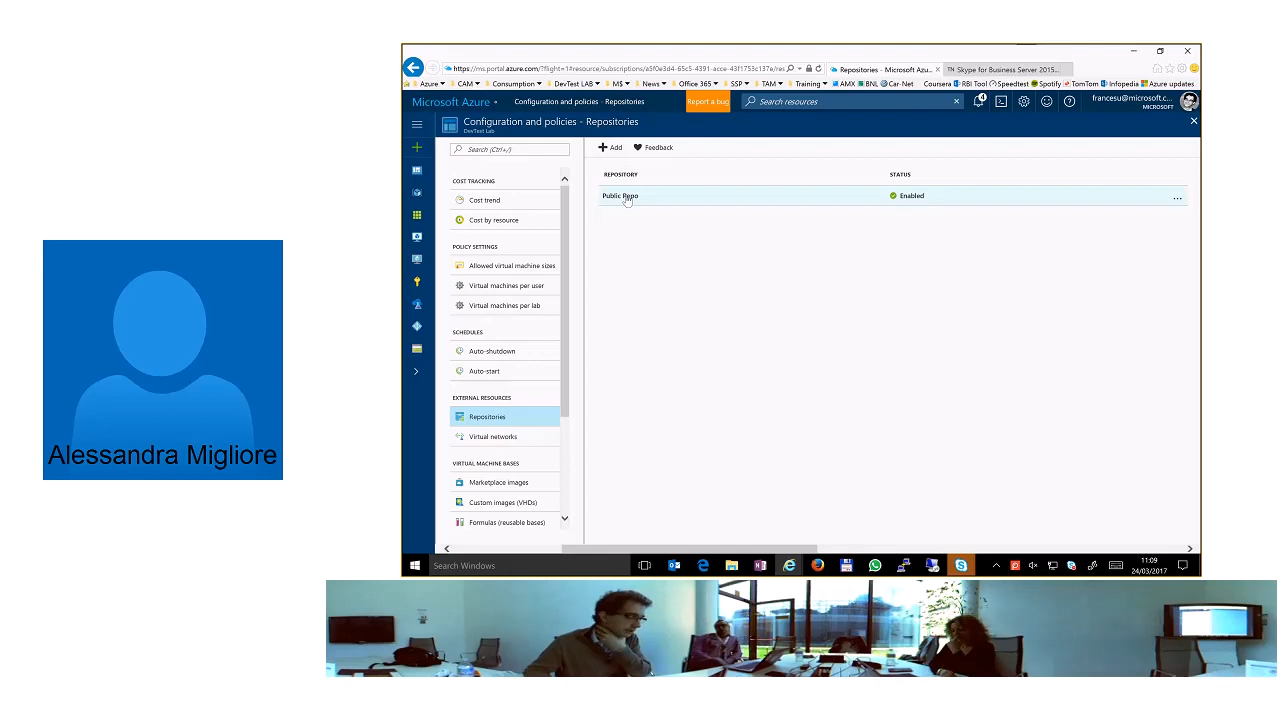 Alessandra Migliore
https://ms.portal.azure.com/?flight=1#resource/subscriptions/a5f0e3d4-65c5-4391-acce-43f1753c137e/res
Repositories - Microsoft Azu...
Skype for Business Server 2015...
Azure CAM Consumption DevTest LAB M$ News Office 365 SSP TAM Training AMX BNL Car-Net Coursera RBI Tool Speedtest Spotify TomTom Infopedia Azure updates
Microsoft Azure Configuration and policies - Repositories Report a bug Search resources 4 francesu@microsoft.c...
MICROSOFT
Configuration and policies - Repositories
DevTest Lab
Search (Ctrl+/)
COST TRACKING
Cost trend
Cost by resource
POLICY SETTINGS
Allowed virtual machine sizes
Virtual machines per user
Virtual machines per lab
SCHEDULES
Auto-shutdown
Auto-start
EXTERNAL RESOURCES
Repositories
Virtual networks
VIRTUAL MACHINE BASES
Marketplace images
Custom images (VHDs)
Formulas (reusable bases)
Add Feedback
REPOSITORY STATUS
Public Repo Enabled
Search Windows
11:09
24/03/2017